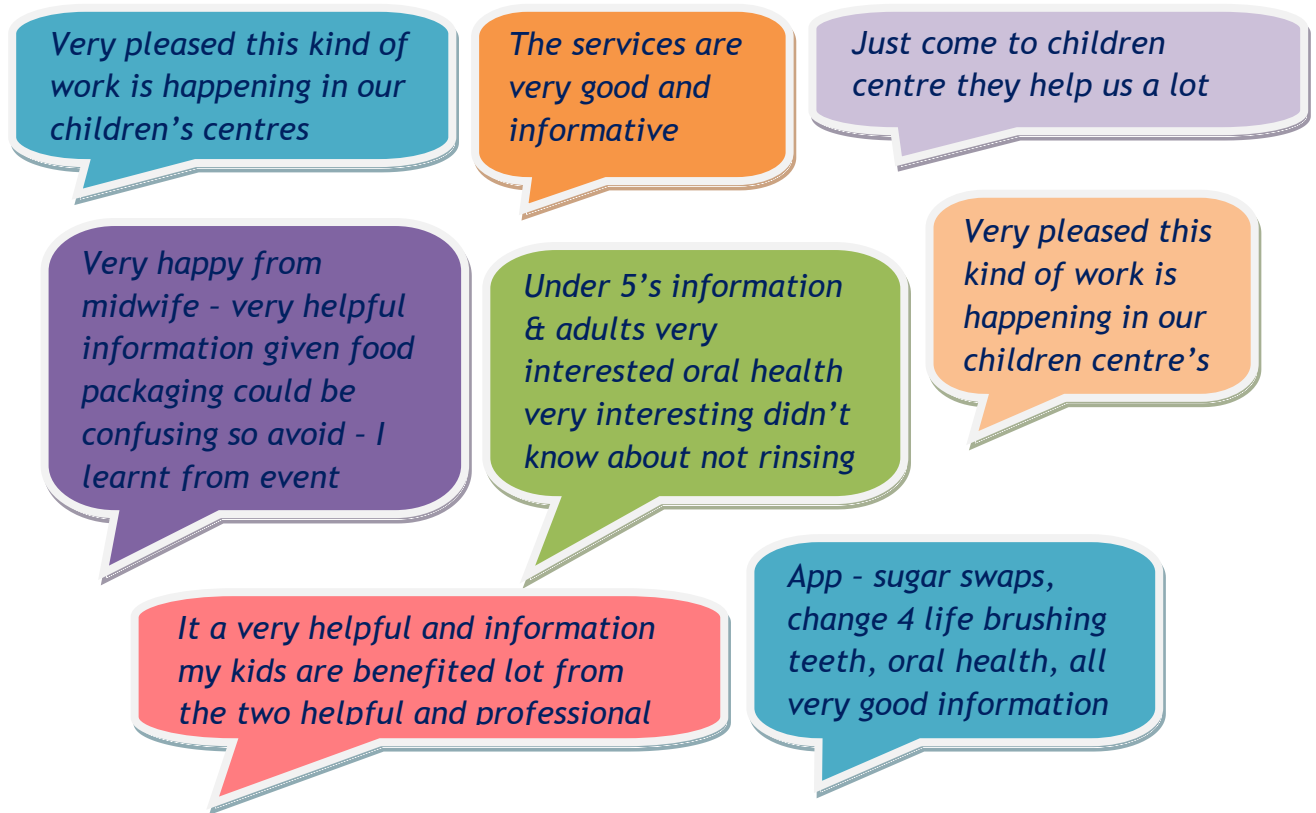 Very pleased this kind of
work is happening in our
children’s centres
The services are
very good and
informative
Just come to children
centre they help us a lot
Very happy from
midwife – very helpful
information given food
packaging could be
confusing so avoid – I
learnt from event
Under 5’s information
& adults very
interested oral health
very interesting didn’t
know about not rinsing
Very pleased this
kind of work is
happening in our
children centre’s
It a very helpful and information
my kids are benefited lot from
the two helpful and professional
App – sugar swaps,
change 4 life brushing
teeth, oral health, all
very good information